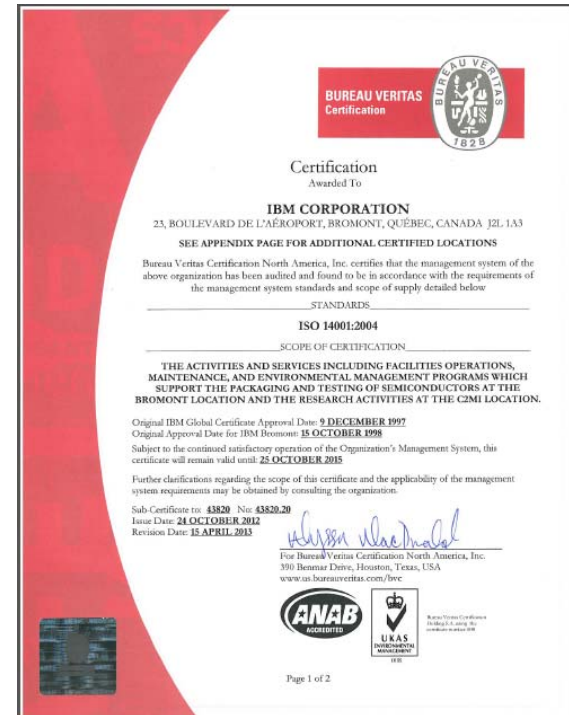 BUREAU VERITAS
Certification
BUREAU VERITAS
1828
Certification
Awarded To
IBM CORPORATION
23, BOULEVARD DE L'AÉROPORT, BROMONT, QUÉBEC, CANADA J2L 1A3
SEE APPENDIX PAGE FOR ADDITIONAL CERTIFIED LOCATIONS
Bureau Veritas Certification North America, Inc. certifies that the management system of the
above organization has been audited and found to be in accordance with the requirements of
the management system standards and scope of supply detailed below
STANDARDS
ISO 14001:2004
SCOPE OF CERTIFICATION
THE ACTIVITIES AND SERVICES INCLUDING FACILITIES OPERATIONS,
MAINTENANCE, AND ENVIRONMENTAL MANAGEMENT PROGRAMS WHICH
SUPPORT THE PACKAGING AND TESTING OF SEMICONDUCTORS AT THE
BROMONT LOCATION AND THE RESEARCH ACTIVITIES AT THE C2MI LOCATION.
Original IBM Global Certificate Approval Date: 9 DECEMBER 1997
Original Approval Date for IBM Bromont: 15 OCTOBER 1998
Subject to the continued satisfactory operation of the Organization's Management System, this
certificate will remain valid until: 25 OCTOBER 2015
Further clarifications regarding the scope of this certificate and the applicability of the management
system requirements may be obtained by consulting the organization.
Sub-Certificate to: 43820 No: 43820.20
Issue Date: 24 OCTOBER 2012
Revision Date: 15 APRIL 2013
For Bureau Veritas Certification North America, Inc.
390 Benmar Drive, Houston, Texas, USA
www.us.bureauveritas.com/bvc
ANAB
ACCREDITED
UKAS
ENVIRONMENTAL
MANAGEMENT
Bureau Veritas Certification
Page 1 of 2